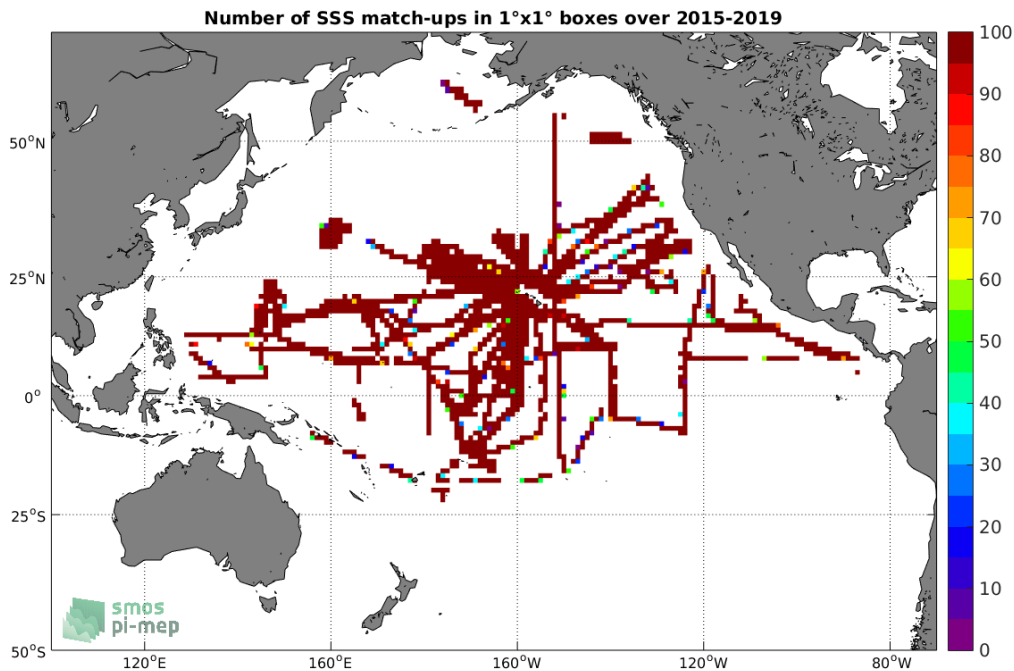 Number of SSS match-ups in 1°x1° boxes over 2015-2019
50°N
25°N
0°
25°S
50°S
120°E
160°E
160°W
120°W
80°W
100
90
80
70
60
50
40
30
20
10
0
smos
pi-mep